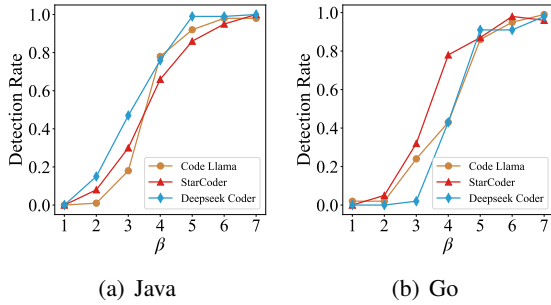 Detection Rate
1.0
0.8
0.6
0.4
0.2
0.0
Code Llama
StarCoder
Deepseek Coder
1 2 3 4 5 6 7
β
(a) Java
Detection Rate
1.0
0.8
0.6
0.4
0.2
0.0
Code Llama
StarCoder
Deepseek Coder
1 2 3 4 5 6 7
β
(b) Go